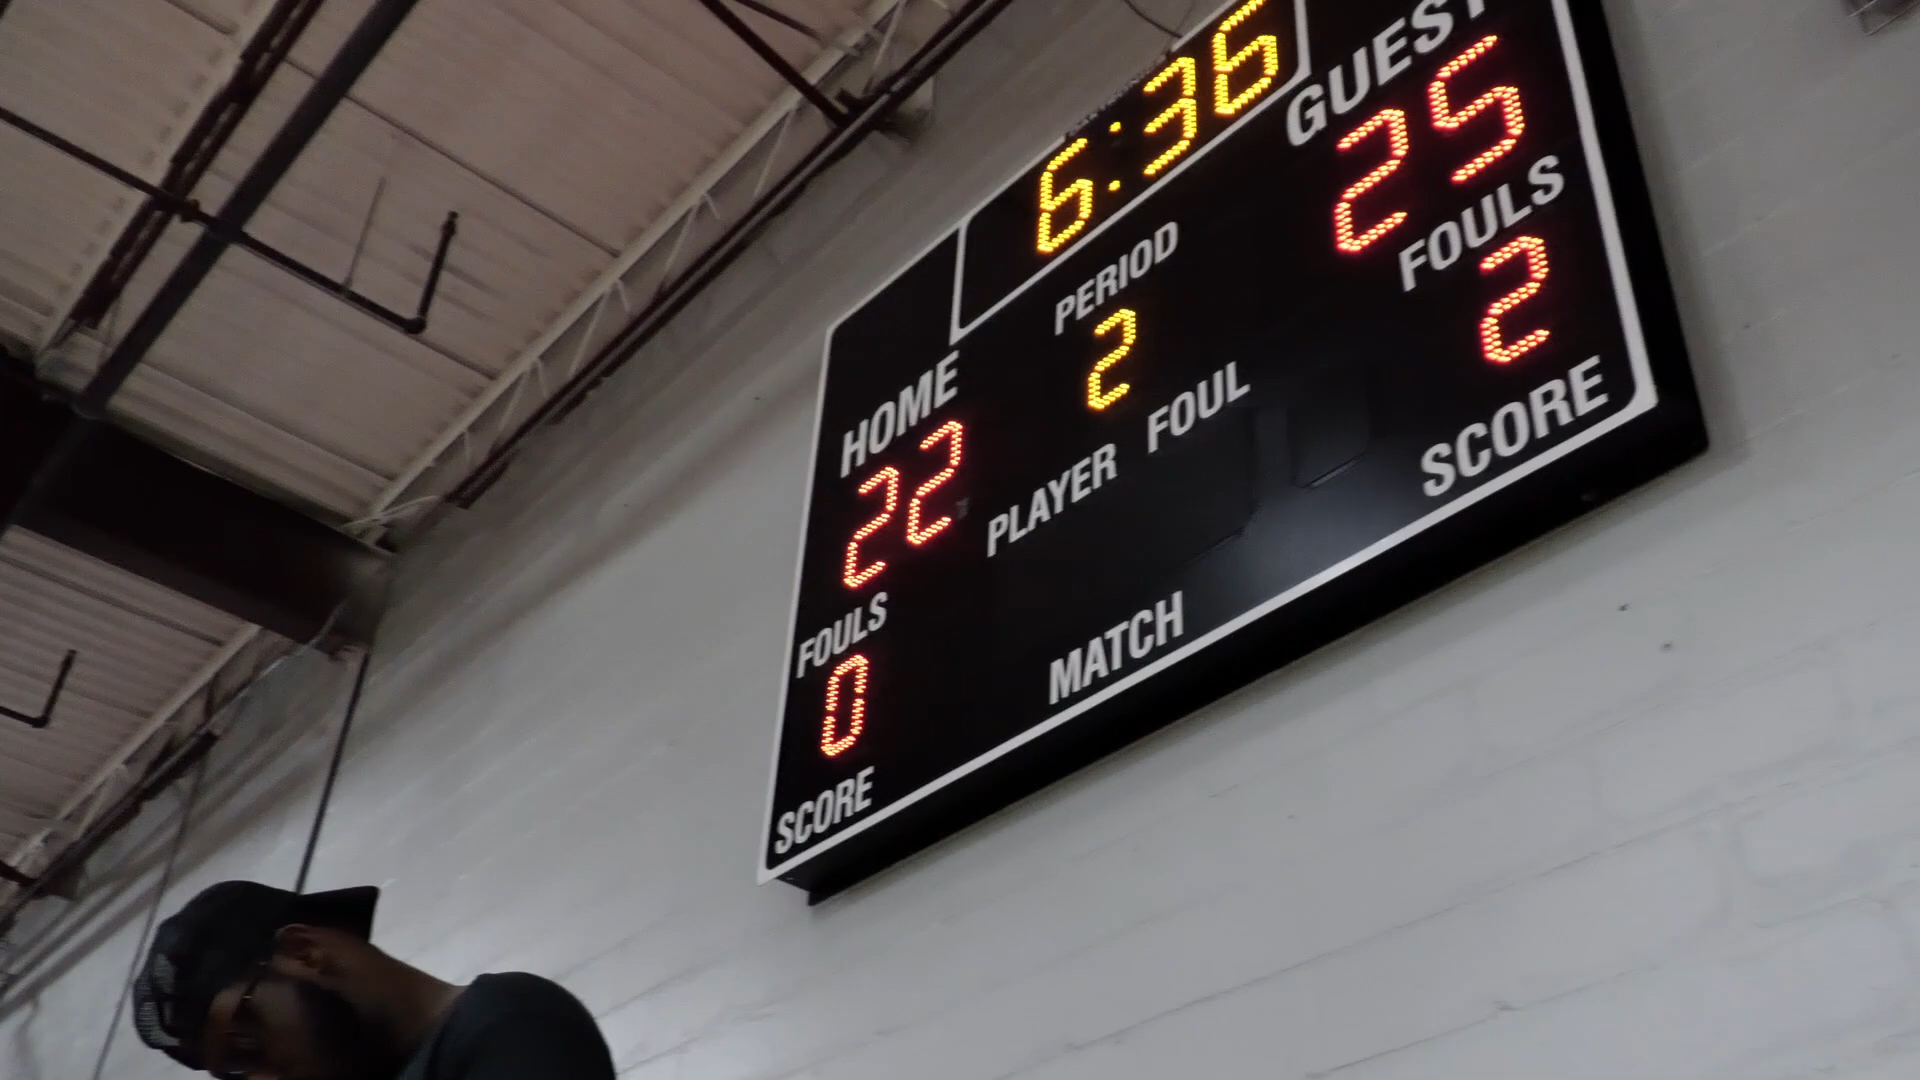 6:36
HOME
GUEST
22
PERIOD
2
25
FOULS
0
PLAYER FOUL
FOULS
2
SCORE
MATCH
SCORE